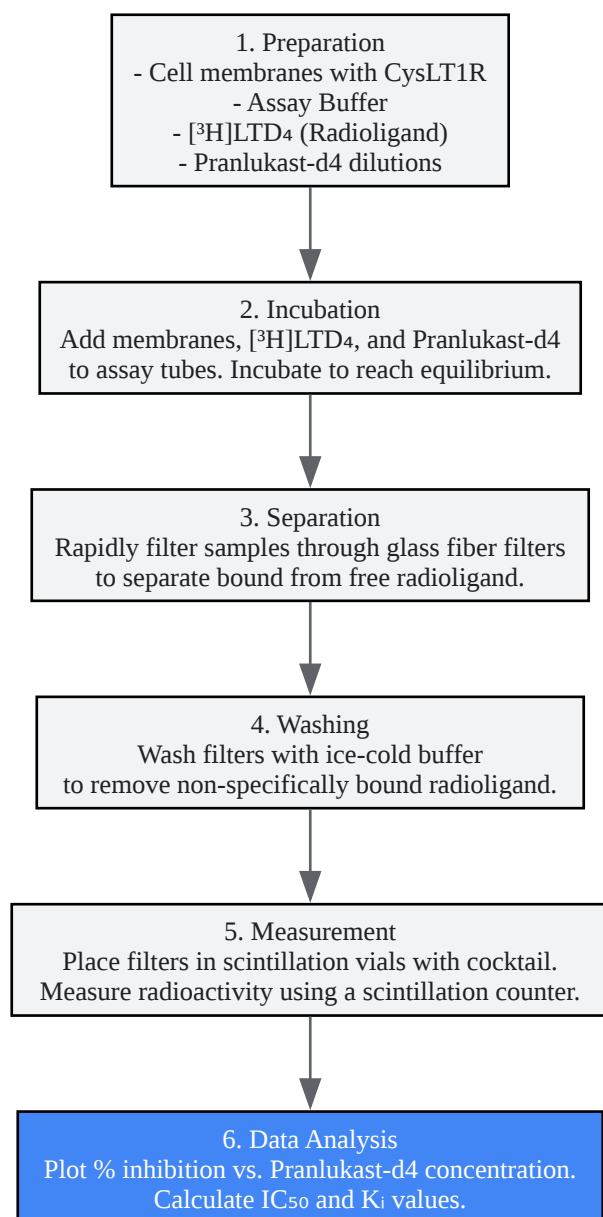 1. Preparation
- Cell membranes with CysLT1R
- Assay Buffer
- [³H]LTD₄ (Radioligand)
- Pranlukast-d4 dilutions
2. Incubation
Add membranes, [³H]LTD₄, and Pranlukast-d4
to assay tubes. Incubate to reach equilibrium.
3. Separation
Rapidly filter samples through glass fiber filters
to separate bound from free radioligand.
4. Washing
Wash filters with ice-cold buffer
to remove non-specifically bound radioligand.
5. Measurement
Place filters in scintillation vials with cocktail.
Measure radioactivity using a scintillation counter.
6. Data Analysis
Plot % inhibition vs. Pranlukast-d4 concentration.
Calculate IC₅₀ and Kᵢ values.